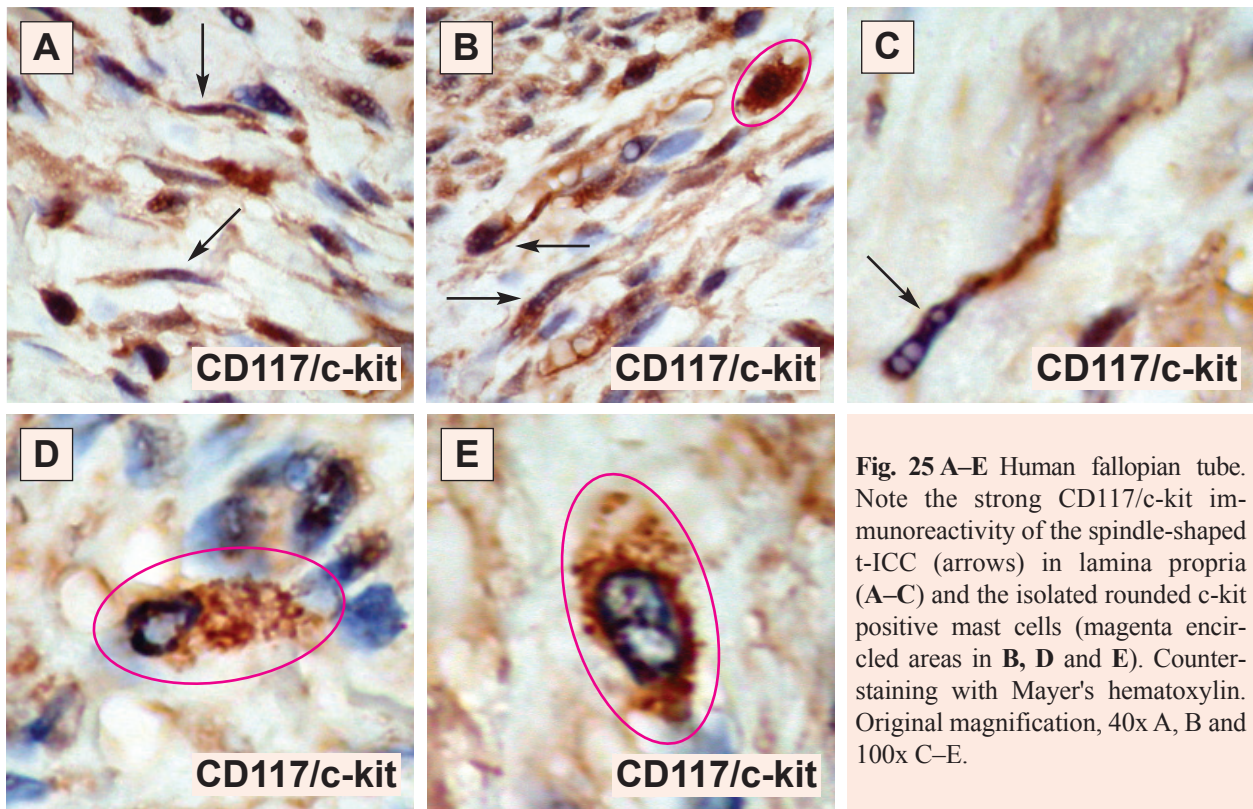 A
CD117/c-kit
B
CD117/c-kit
C
CD117/c-kit
D
CD117/c-kit
E
CD117/c-kit
Fig. 25 A–E Human fallopian tube.
Note the strong CD117/c-kit im-
munoreactivity of the spindle-shaped
t-ICC (arrows) in lamina propria
(A–C) and the isolated rounded c-kit
positive mast cells (magenta encir-
cled areas in B, D and E). Counter-
staining with Mayer's hematoxylin.
Original magnification, 40x A, B and
100x C–E.